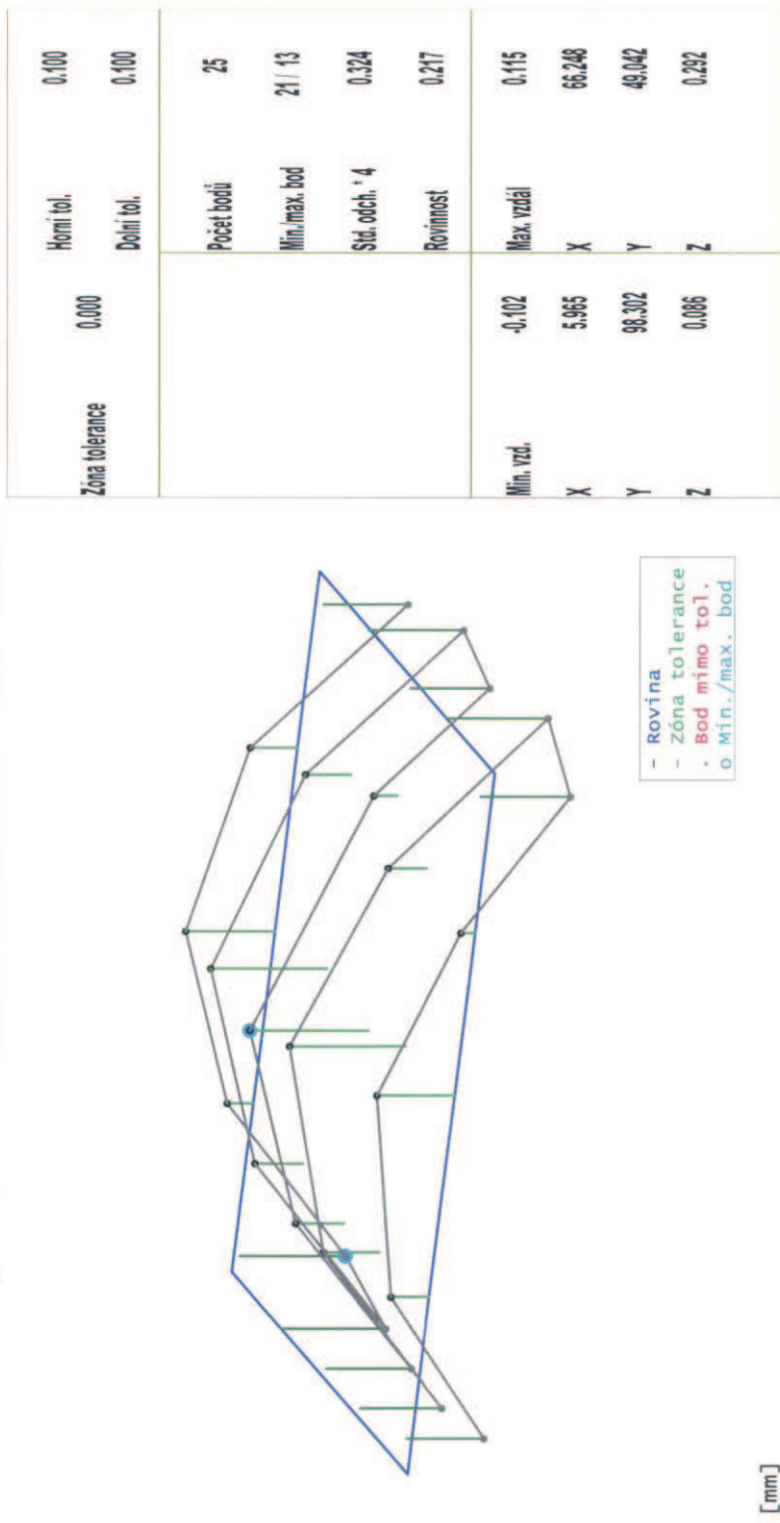 Zóna tolerance 0.000 Horní tol. 0.100
Dolní tol. 0.100
Počet bodů 25
Min./max. bod 21 / 13
Std. odch. * 4 0.324
Rovinnost 0.217
Min. vzd. -0.102 Max. vzdál 0.115
X 5.965 X 66.248
Y 98.302 Y 49.042
Z 0.086 Z 0.292
– Rovina
– Zóna tolerance
. Bod mimo tol.
o Min./max. bod
[mm]